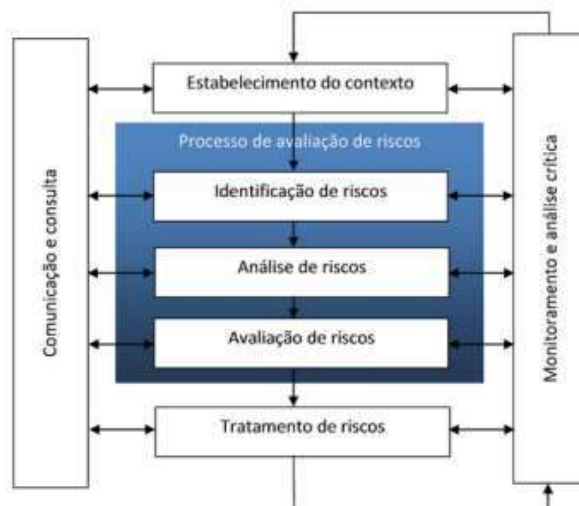 Estabelecimento do contexto
Processo de avaliação de riscos
Identificação de riscos
Análise de riscos
Avaliação de riscos
Tratamento de riscos
Comunicação e consulta
Monitoramento e análise crítica